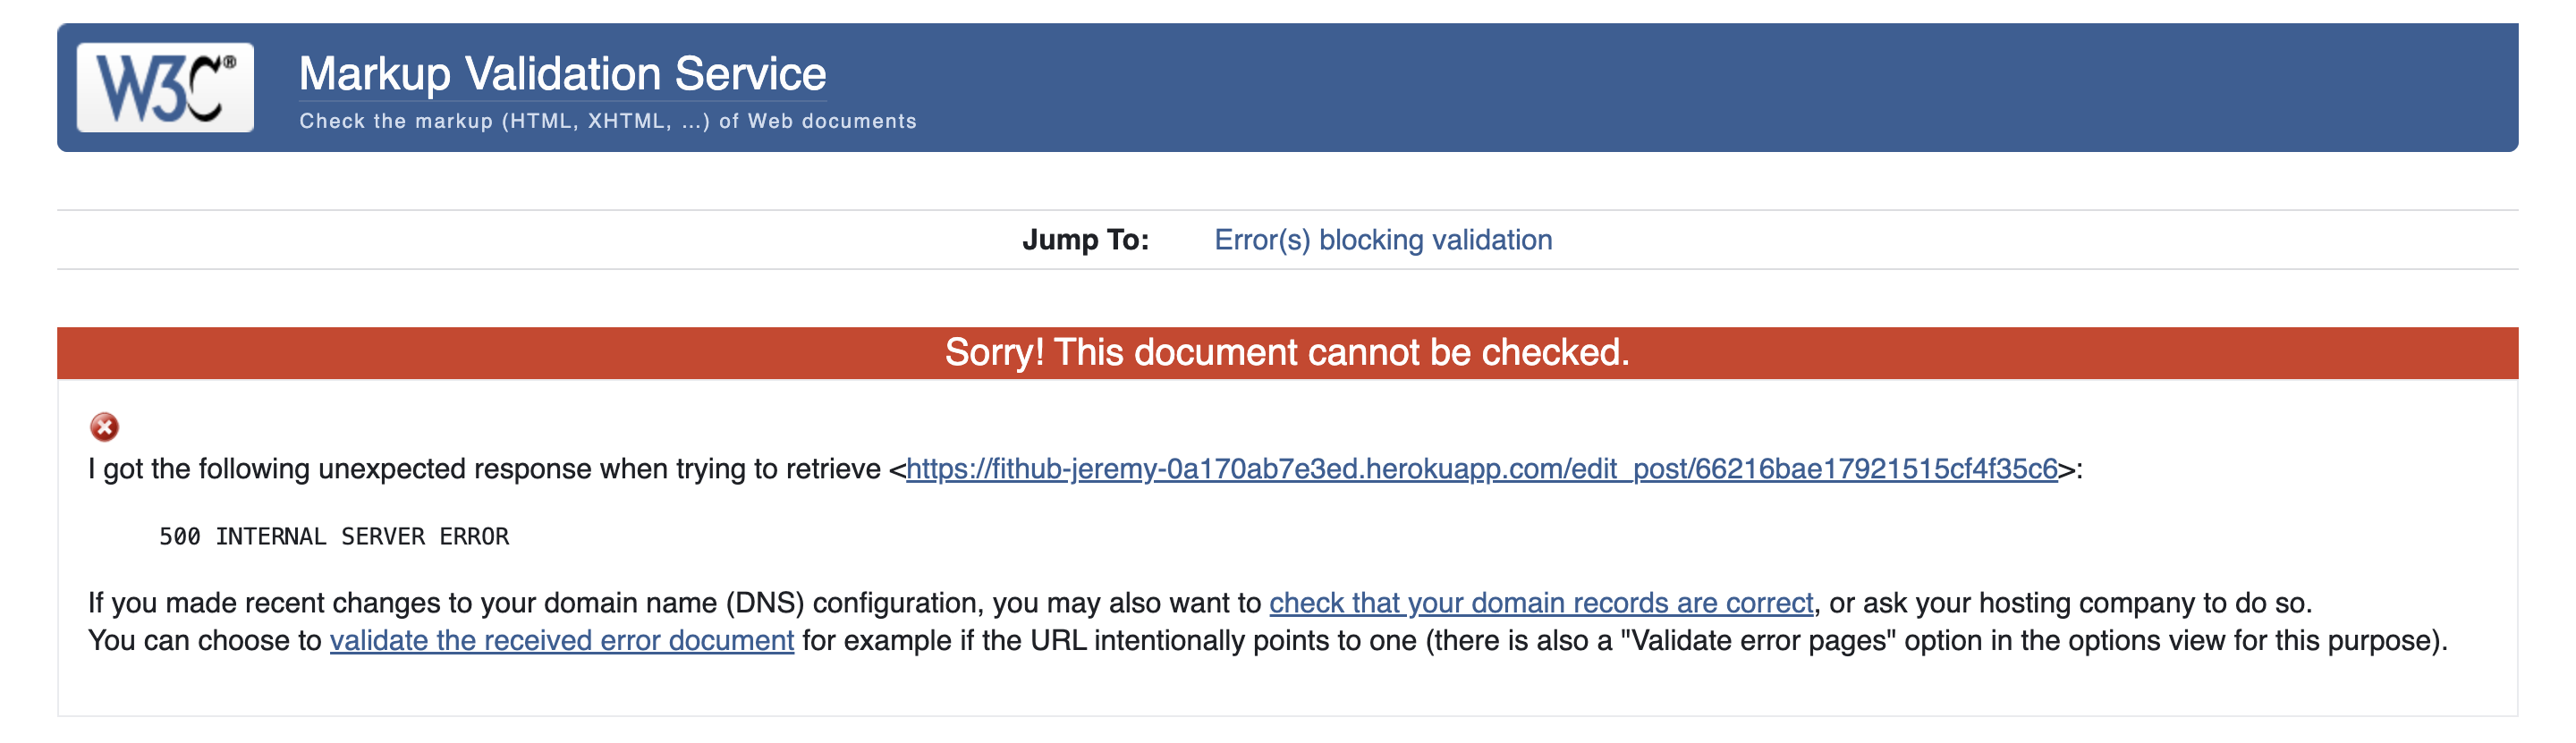 W3C®
Markup Validation Service
Check the markup (HTML, XHTML, ...) of Web documents
Jump To: Error(s) blocking validation
Sorry! This document cannot be checked.
I got the following unexpected response when trying to retrieve <https://fithub-jeremy-0a170ab7e3ed.herokuapp.com/edit_post/66216bae17921515cf4f35c6>:
500 INTERNAL SERVER ERROR
If you made recent changes to your domain name (DNS) configuration, you may also want to check that your domain records are correct, or ask your hosting company to do so.
You can choose to validate the received error document for example if the URL intentionally points to one (there is also a "Validate error pages" option in the options view for this purpose).